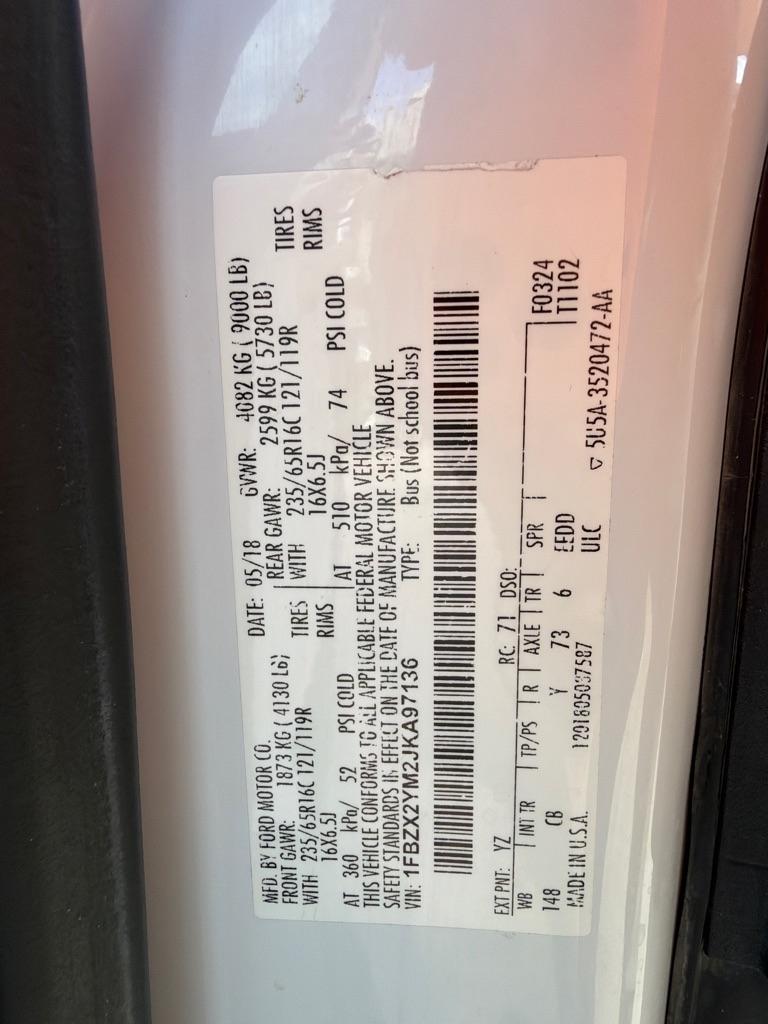 MFD. BY FORD MOTOR CO. DATE: 05/18 GVWR: 4082 KG ( 9000 LB)
FRONT GAWR: 1873 KG ( 4130 LB) REAR GAWR: 2599 KG ( 5730 LB)
WITH 235/65R16C 121/119R TIRES WITH 235/65R16C 121/119R TIRES
16X6.5J RIMS 16X6.5J RIMS
AT 360 kPa/ 52 PSI COLD AT 510 kPa/ 74 PSI COLD
THIS VEHICLE CONFORMS TO ALL APPLICABLE FEDERAL MOTOR VEHICLE
SAFETY STANDARDS IN EFFECT ON THE DATE OF MANUFACTURE SHOWN ABOVE.
VIN: 1FBZX2YM2JKA97136 TYPE: Bus (Not school bus)
EXT PNT: YZ RC: 71 DSO:
WB INT TR TP/PS R AXLE TR SPR F0324
148 CB Y 73 6 EEDD T1102
MADE IN U.S.A. ULC
5U5A-3520472-AA